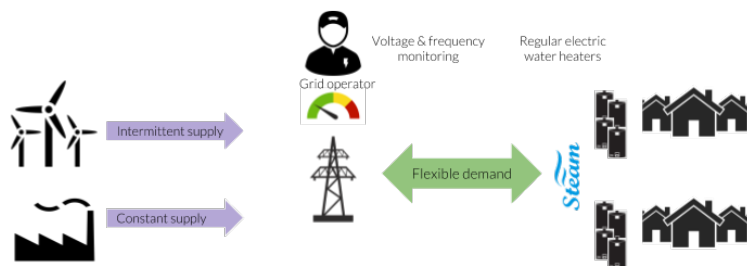 Voltage & frequency
monitoring
Regular electric
water heaters
Grid operator
Intermittent supply
Flexible demand
Steam
Constant supply